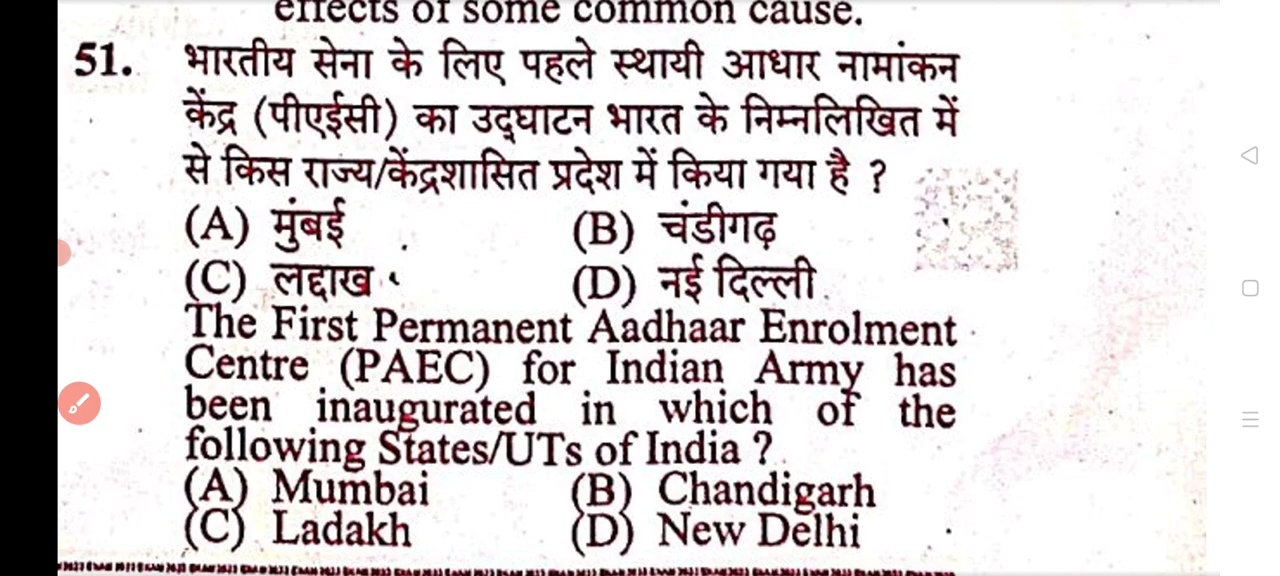 effects of some common cause.
51. भारतीय सेना के लिए पहले स्थायी आधार नामांकन
केंद्र (पीएईसी) का उद्घाटन भारत के निम्नलिखित में
से किस राज्य/केंद्रशासित प्रदेश में किया गया है ?
(A) मुंबई (B) चंडीगढ़
(C) लद्दाख (D) नई दिल्ली
The First Permanent Aadhaar Enrolment
Centre (PAEC) for Indian Army has
been inaugurated in which of the
following States/UTs of India ?
(A) Mumbai (B) Chandigarh
(C) Ladakh (D) New Delhi